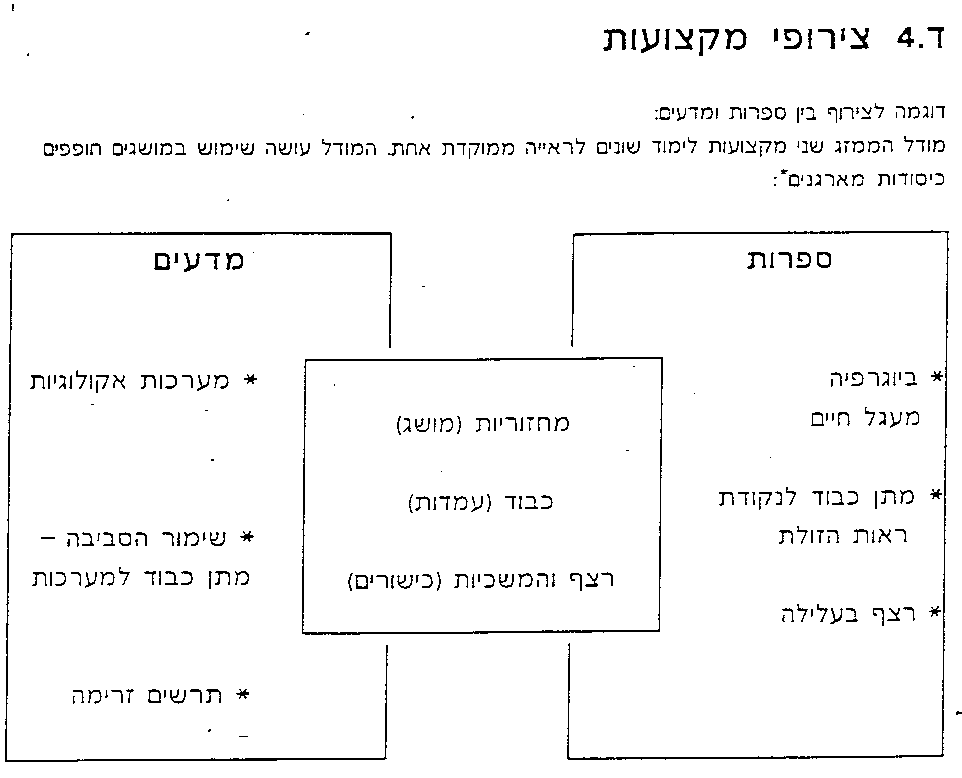 ד.4 צירופי מקצועות
דוגמה לצירוף בין ספרות ומדעים:
מודל הממזג שני מקצועות לימוד שונים לראייה ממוקדת אחת. המודל עושה שימוש במושגים חופפים
כיסודות מארגנים*:
ספרות
* ביוגרפיה
מעגל חיים
* מתן כבוד לנקודת
ראות הזולת
* רצף בעלילה
מחזוריות (מושג)
כבוד (עמדות)
רצף והמשכיות (כישורים)
מדעים
* מערכות אקולוגיות
* שימור הסביבה –
מתן כבוד למערכות
* תרשים זרימה